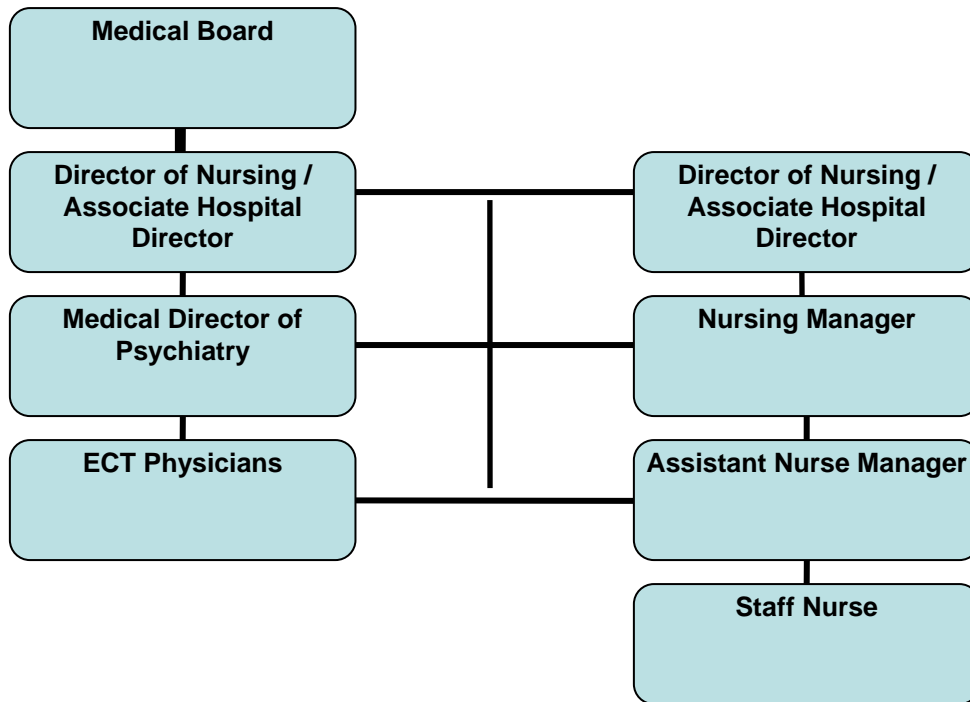 Medical Board
Director of Nursing /
Associate Hospital
Director
Director of Nursing /
Associate Hospital
Director
Medical Director of
Psychiatry
Nursing Manager
ECT Physicians
Assistant Nurse Manager
Staff Nurse